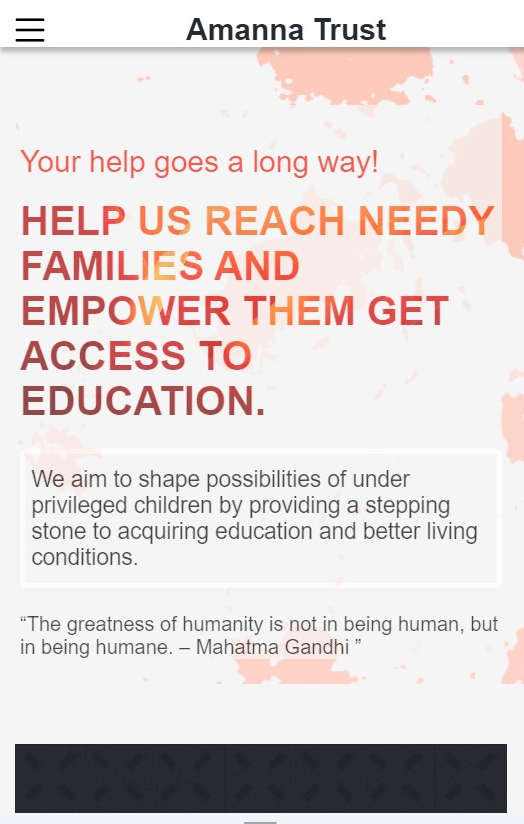 Amanna Trust
Your help goes a long way!
HELP US REACH NEEDY
FAMILIES AND
EMPOWER THEM GET
ACCESS TO
EDUCATION.
We aim to shape possibilities of under
privileged children by providing a stepping
stone to acquiring education and better living
conditions.
“The greatness of humanity is not in being human, but
in being humane. – Mahatma Gandhi ”